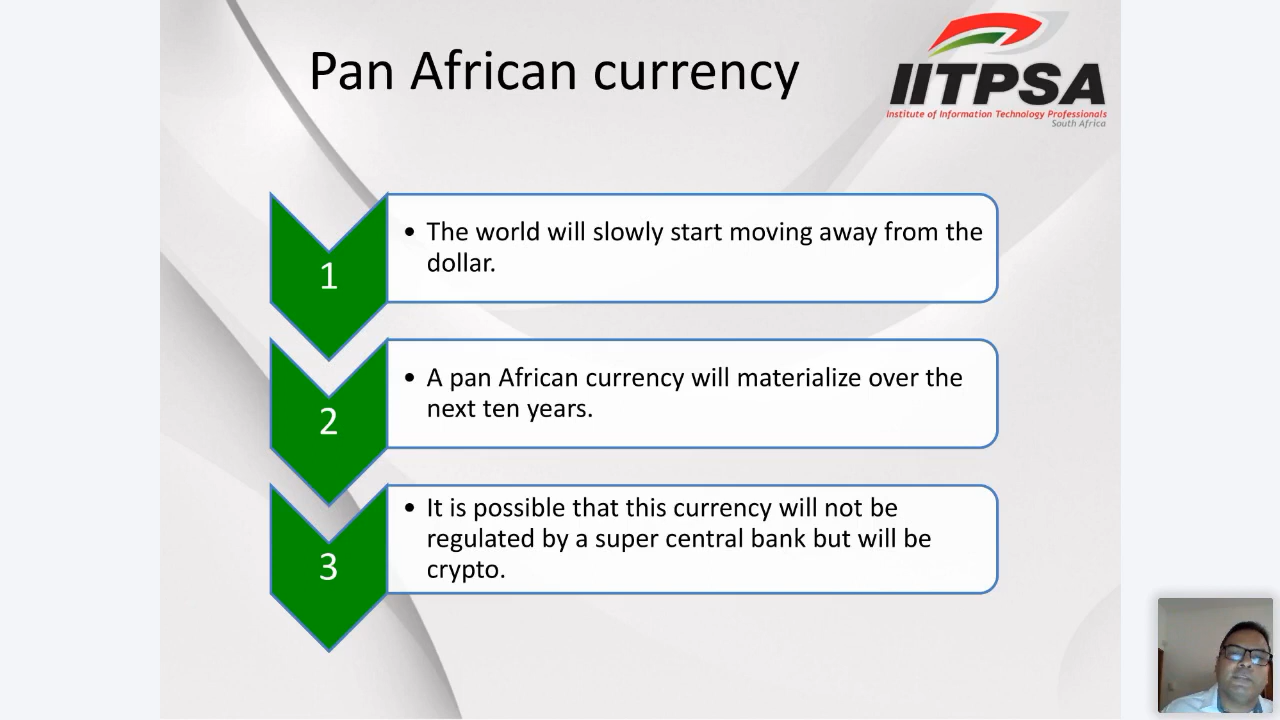 Pan African currency
IITPSA
Institute of Information Technology Professionals
South Africa
1
• The world will slowly start moving away from the
dollar.
2
• A pan African currency will materialize over the
next ten years.
3
• It is possible that this currency will not be
regulated by a super central bank but will be
crypto.